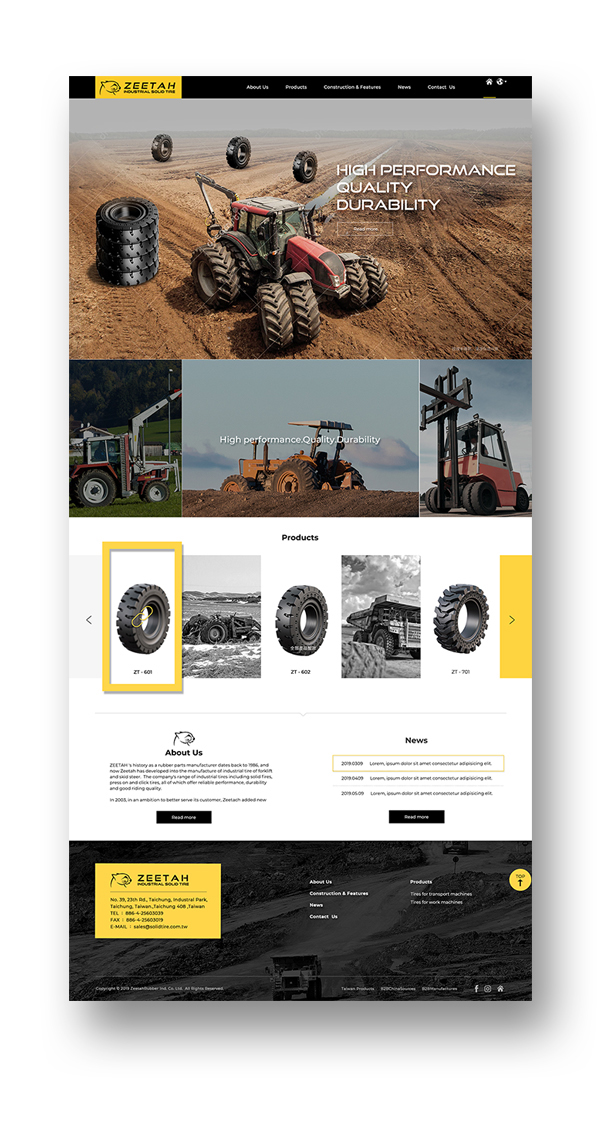 ZEETAH
INDUSTRIAL SOLID TIRE
About Us
Products
Construction & Features
News
Contact Us
HIGH PERFORMANCE
QUALITY
DURABILITY
Read more
High performance.Quality.Durability
Products
ZT - 601
ZT - 602
ZT - 701
About Us
ZEETAH 's history as a rubber parts manufacturer dates back to 1986, and
now Zeetah has developed into the manufacture of industrial tire of forklift
and skid steer. The company's range of industrial tires including solid tires,
press on and click tires, all of which offer reliable performance, durability
and good riding quality.
In 2003, in an ambition to better serve its customer, Zeetach added new
Read more
News
2019.0309 Lorem, ipsum dolor sit amet consectetur adipisicing elit.
2019.0409 Lorem, ipsum dolor sit amet consectetur adipisicing elit.
2019.05.09 Lorem, ipsum dolor sit amet consectetur adipisicing elit.
Read more
ZEETAH
INDUSTRIAL SOLID TIRE
No. 39, 23th Rd., Taichung, Industral Park,
Taichung, Taiwan ,Taichung 408 ,Taiwan
TEL : 886-4-25603039
FAX : 886-4-25603019
E-MAIL : sales@solidtire.com.tw
About Us
Construction & Features
News
Contact Us
Products
Tires for transport machines
Tires for work machines
TOP
Copyright © 2019 ZeetahRubber Ind. Co. Ltd. All Rights Reserved.
Taiwan Products
B2BChinaSources
B2BManufactures